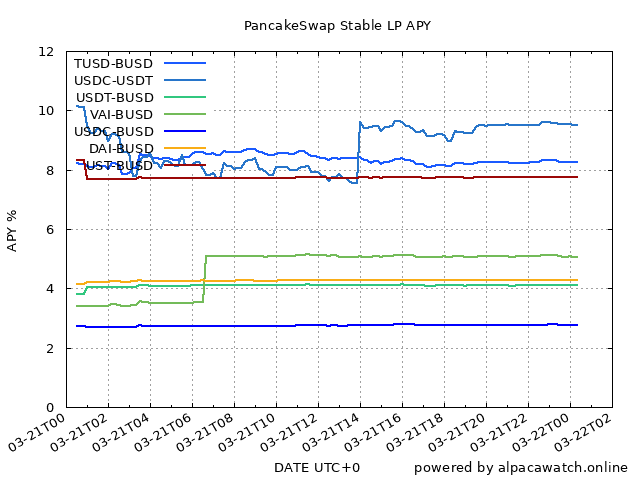 PancakeSwap Stable LP APY
12
10
8
6
4
2
0
APY %
TUSD-BUSD
USDC-USDT
USDT-BUSD
VAI-BUSD
USDC-BUSD
DAI-BUSD
UST-BUSD
03-21T00
03-21T02
03-21T04
03-21T06
03-21T08
03-21T10
03-21T12
03-21T14
03-21T16
03-21T18
03-21T20
03-21T22
03-22T00
03-22T02
DATE UTC+0
powered by alpacawatch.online